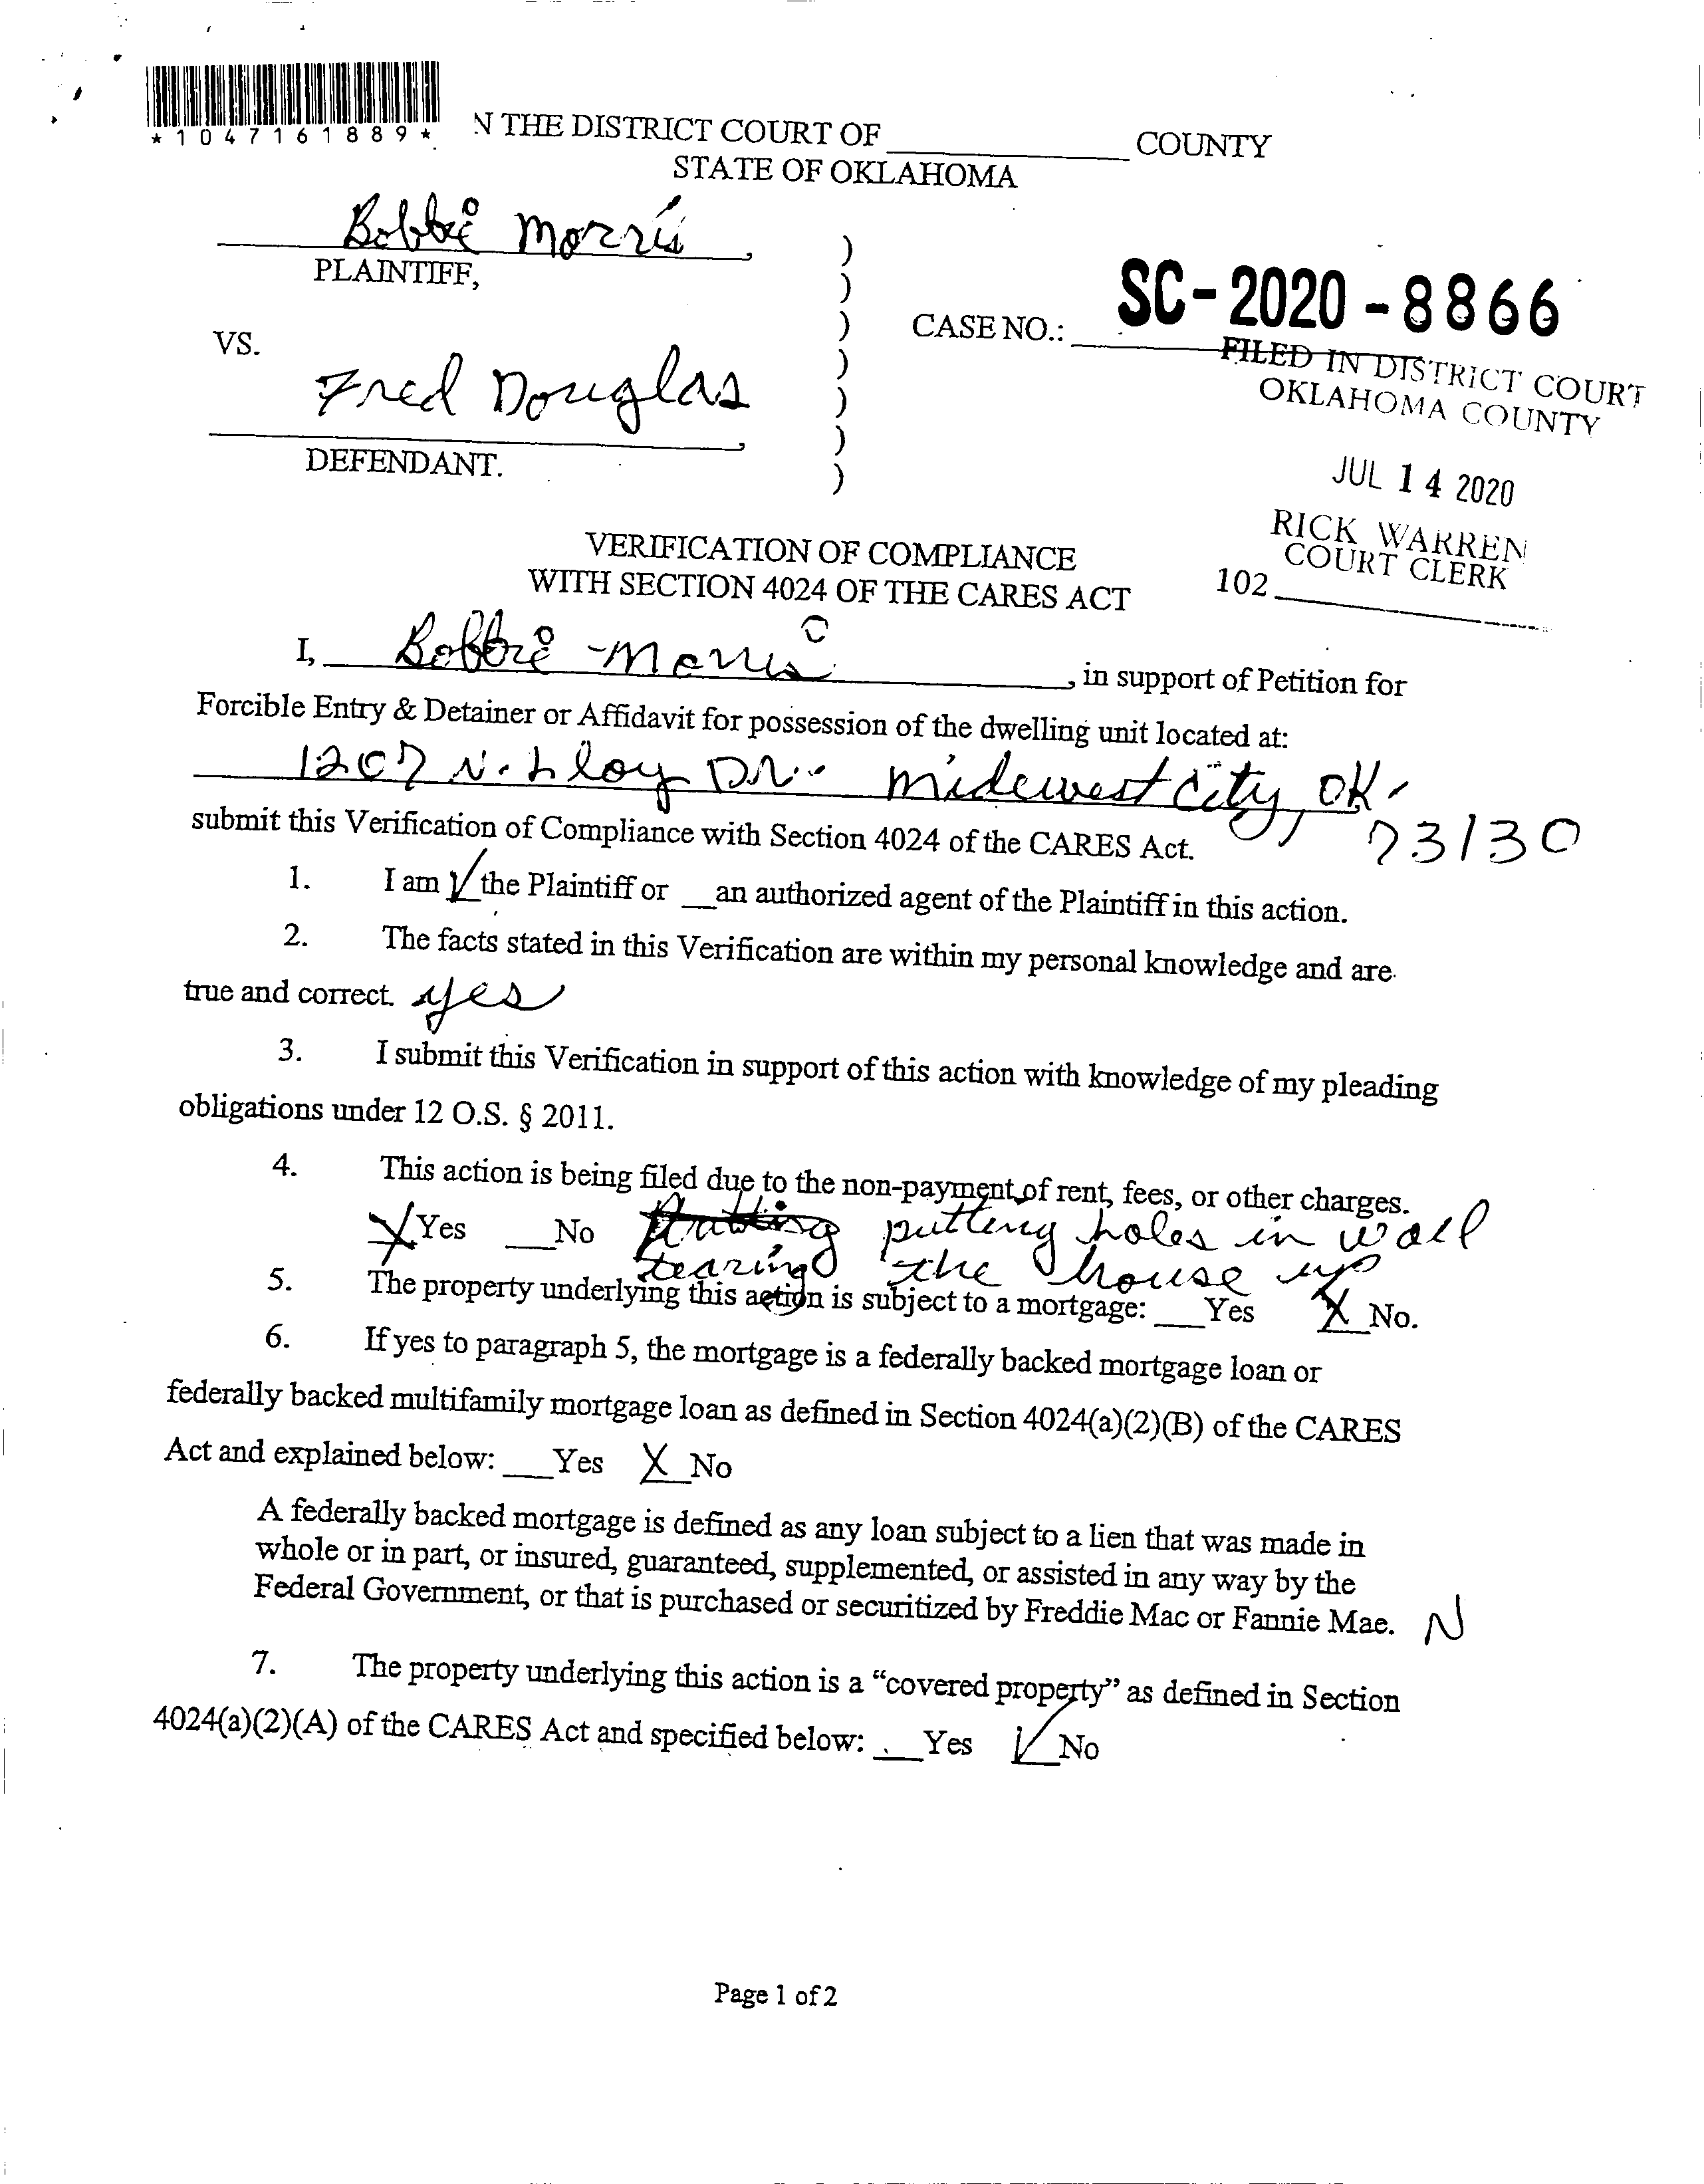 *1047161889*
N THE DISTRICT COURT OF ____________ COUNTY
STATE OF OKLAHOMA
Bobbie Morris,
PLAINTIFF,
VS.
Fred Douglas,
DEFENDANT.
)
)
)
)
)
)
)
CASE NO.: SC-2020-8866
FILED IN DISTRICT COURT
OKLAHOMA COUNTY
JUL 14 2020
RICK WARREN
COURT CLERK
102
VERIFICATION OF COMPLIANCE
WITH SECTION 4024 OF THE CARES ACT
I, Bobbie Morris, in support of Petition for
Forcible Entry & Detainer or Affidavit for possession of the dwelling unit located at:
1207 N. Lloy Dr. Midewest City, OK.
73130
submit this Verification of Compliance with Section 4024 of the CARES Act.
1. I am ✓ the Plaintiff or __an authorized agent of the Plaintiff in this action.
2. The facts stated in this Verification are within my personal knowledge and are
true and correct. yes
3. I submit this Verification in support of this action with knowledge of my pleading
obligations under 12 O.S. § 2011.
4. This action is being filed due to the non-payment of rent, fees, or other charges.
X Yes ___No putting holes in wall
tearing the house up
5. The property underlying this action is subject to a mortgage: ___Yes X No.
6. If yes to paragraph 5, the mortgage is a federally backed mortgage loan or
federally backed multifamily mortgage loan as defined in Section 4024(a)(2)(B) of the CARES
Act and explained below: ___Yes X No
A federally backed mortgage is defined as any loan subject to a lien that was made in
whole or in part, or insured, guaranteed, supplemented, or assisted in any way by the
Federal Government, or that is purchased or securitized by Freddie Mac or Fannie Mae. N
7. The property underlying this action is a “covered property” as defined in Section
4024(a)(2)(A) of the CARES Act and specified below: ___Yes ✓ No
Page 1 of 2